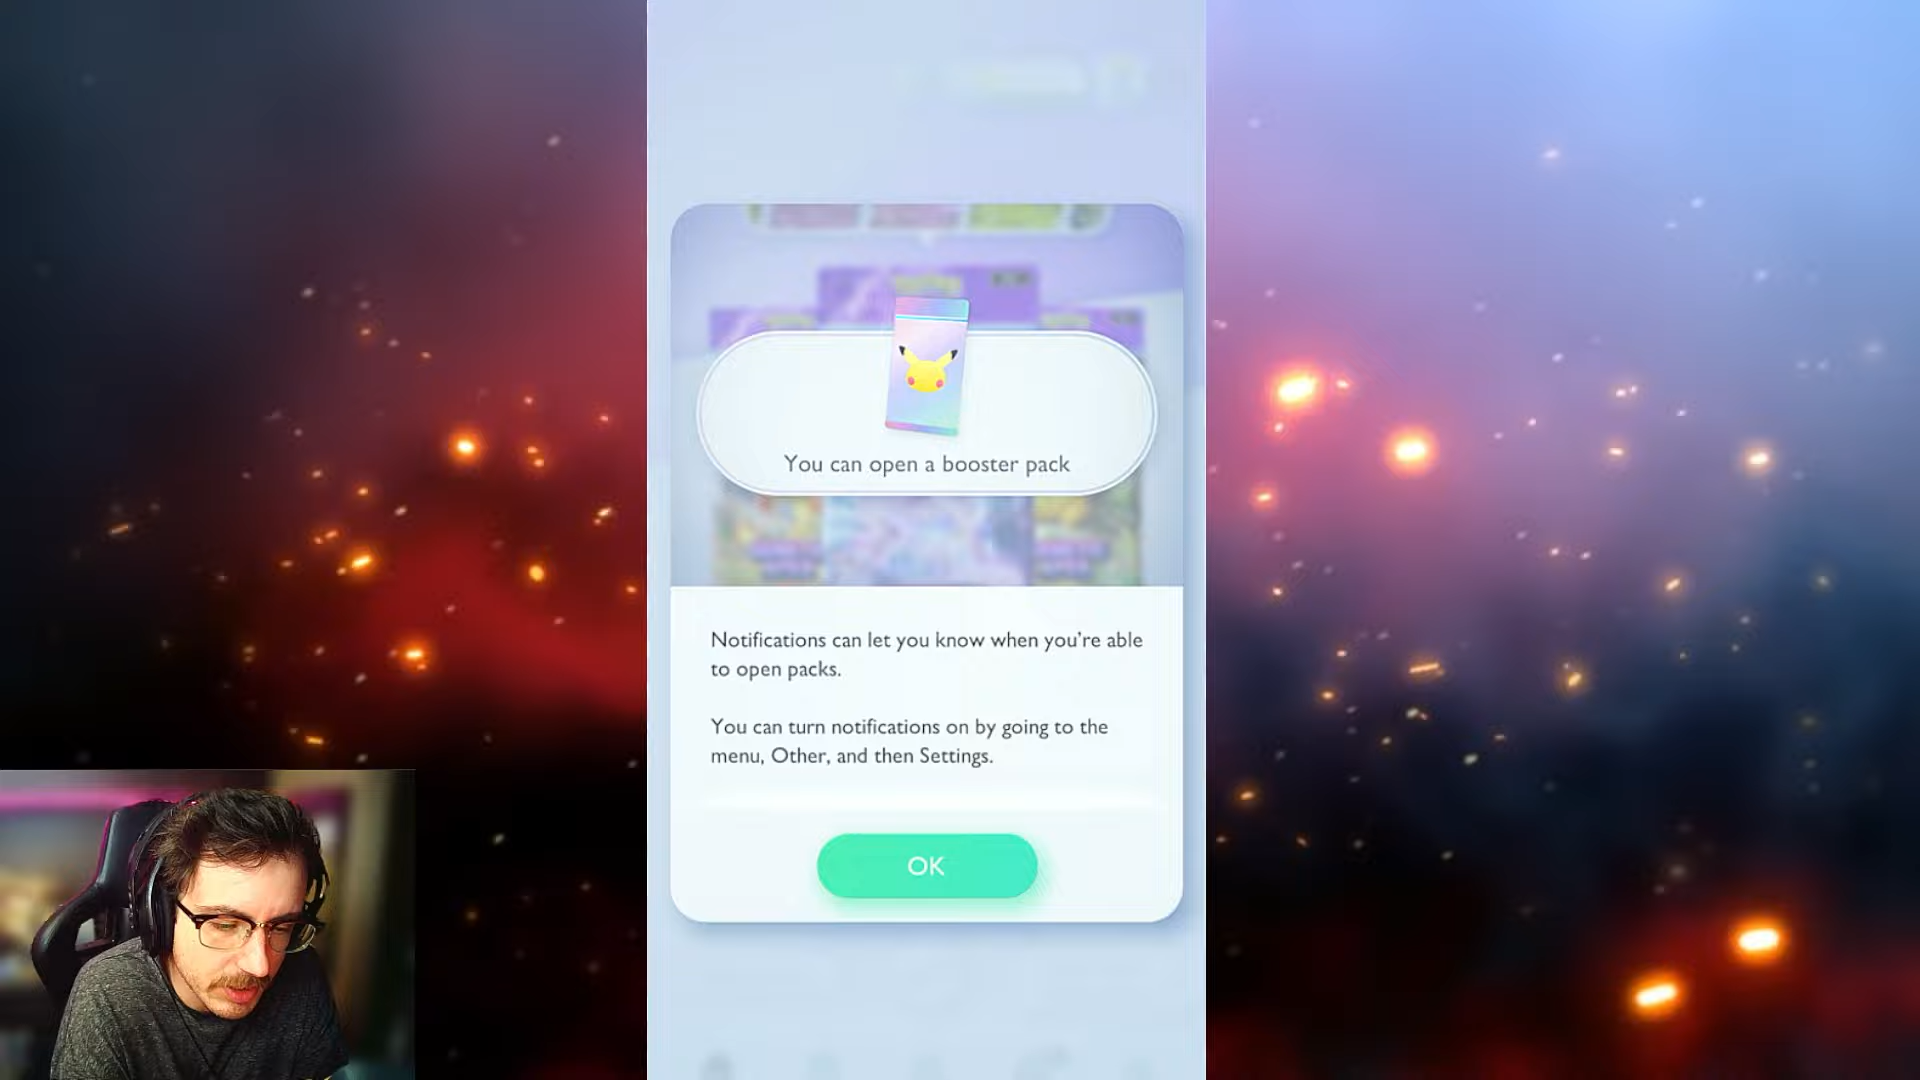 You can open a booster pack
Notifications can let you know when you’re able
to open packs.
You can turn notifications on by going to the
menu, Other, and then Settings.
OK